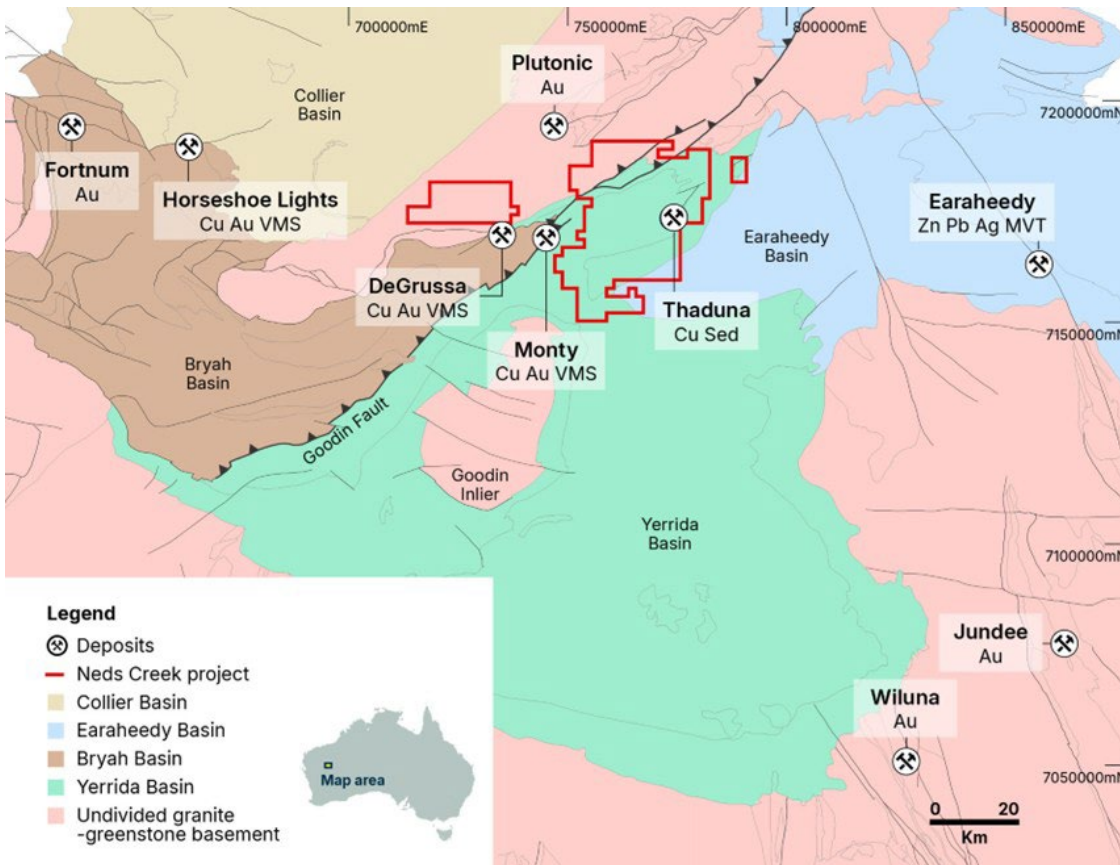 700000mE
750000mE
800000mE
850000mE
Plutonic
Au
Collier
Basin
7200000mN
Fortnum
Au
Horseshoe Lights
Cu Au VMS
Earaheedy
Zn Pb Ag MVT
Earaheedy
Basin
DeGrussa
Cu Au VMS
Thaduna
Cu Sed
7150000mN
Monty
Cu Au VMS
Bryah
Basin
Goodin Fault
Goodin
Inlier
Yerrida
Basin
7100000mN
Legend
Deposits
Neds Creek project
Collier Basin
Earaheedy Basin
Bryah Basin
Yerrida Basin
Undivided granite
-greenstone basement
Map area
Jundee
Au
Wiluna
Au
7050000mN
0 20
Km